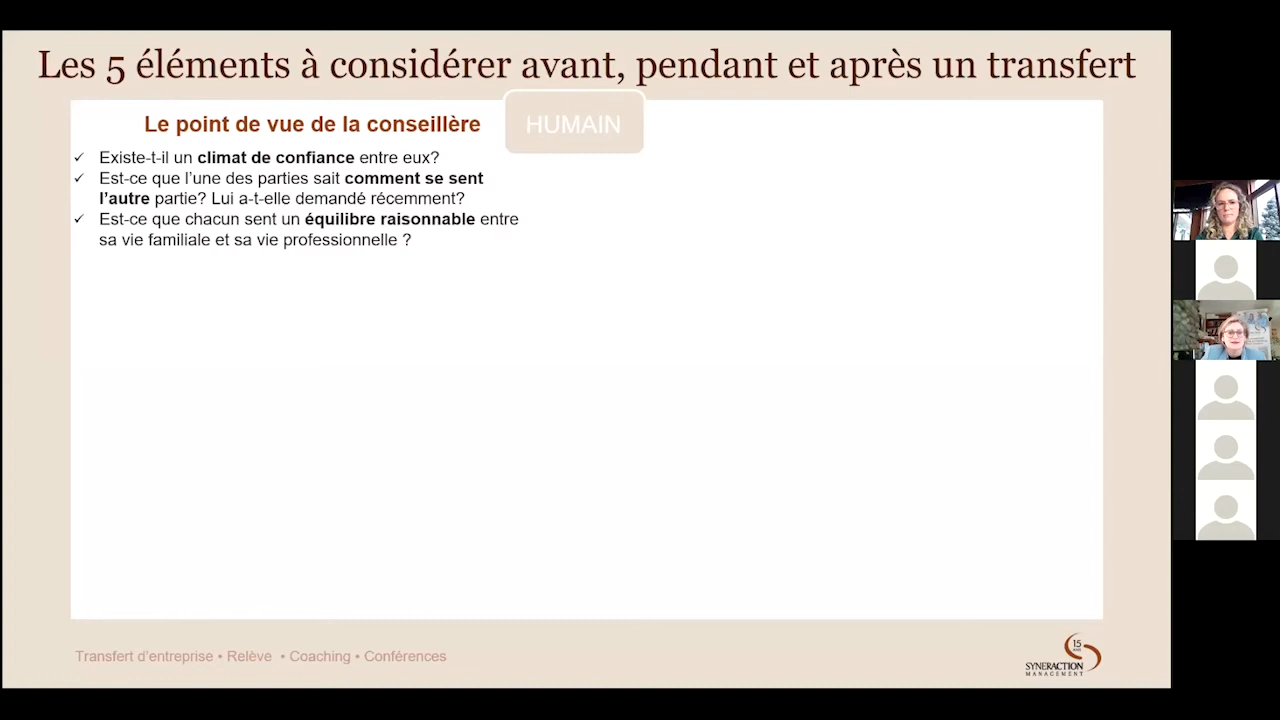 Les 5 éléments à considérer avant, pendant et après un transfert
Le point de vue de la conseillère
HUMAIN
✓ Existe-t-il un climat de confiance entre eux?
✓ Est-ce que l’une des parties sait comment se sent
l’autre partie? Lui a-t-elle demandé récemment?
✓ Est-ce que chacun sent un équilibre raisonnable entre
sa vie familiale et sa vie professionnelle ?
Transfert d’entreprise • Relève • Coaching • Conférences
15
ANS
SYNERACTION
MANAGEMENT